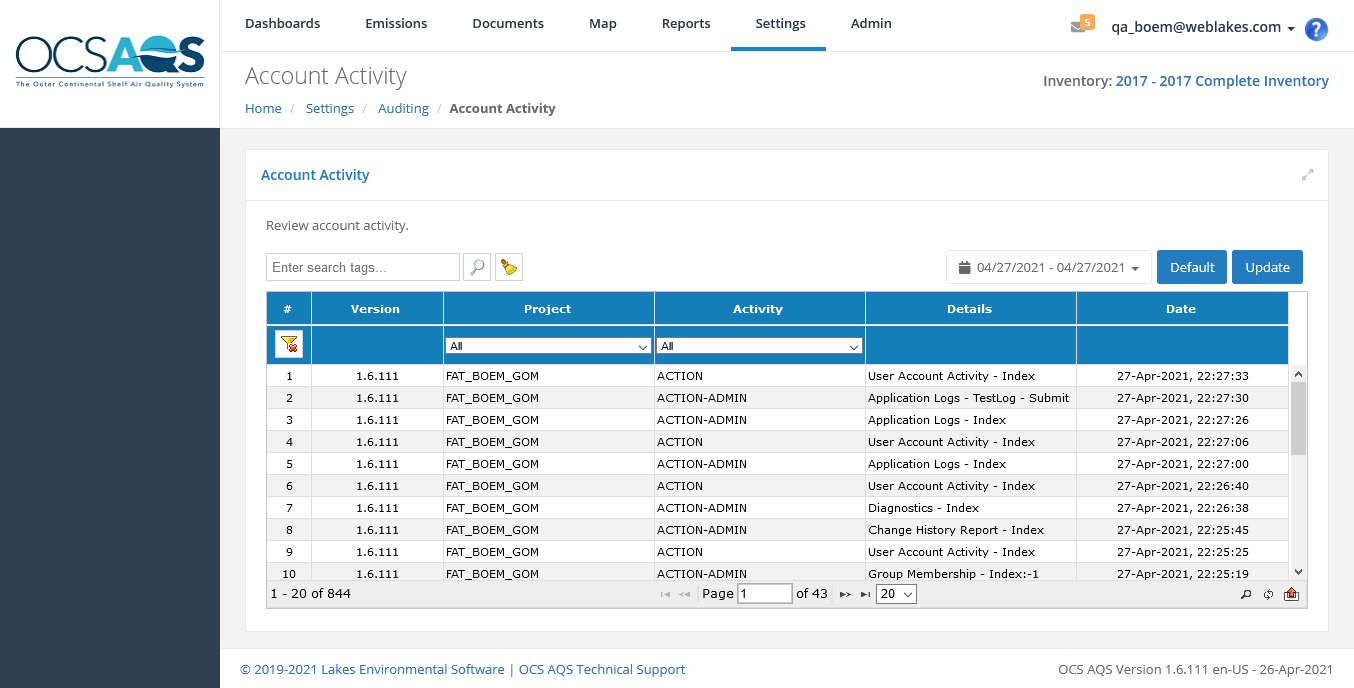 Dashboards Emissions Documents Map Reports Settings Admin 5 qa_boem@weblakes.com ?
OCSAQS
The Outer Continental Shelf Air Quality System
Account Activity
Inventory: 2017 - 2017 Complete Inventory
Home / Settings / Auditing / Account Activity
Account Activity
Review account activity.
Enter search tags... 04/27/2021 - 04/27/2021 Default Update
# Version Project Activity Details Date
All All
1 1.6.111 FAT_BOEM_GOM ACTION User Account Activity - Index 27-Apr-2021, 22:27:33
2 1.6.111 FAT_BOEM_GOM ACTION-ADMIN Application Logs - TestLog - Submit 27-Apr-2021, 22:27:30
3 1.6.111 FAT_BOEM_GOM ACTION-ADMIN Application Logs - Index 27-Apr-2021, 22:27:26
4 1.6.111 FAT_BOEM_GOM ACTION User Account Activity - Index 27-Apr-2021, 22:27:06
5 1.6.111 FAT_BOEM_GOM ACTION-ADMIN Application Logs - Index 27-Apr-2021, 22:27:00
6 1.6.111 FAT_BOEM_GOM ACTION User Account Activity - Index 27-Apr-2021, 22:26:40
7 1.6.111 FAT_BOEM_GOM ACTION-ADMIN Diagnostics - Index 27-Apr-2021, 22:26:38
8 1.6.111 FAT_BOEM_GOM ACTION-ADMIN Change History Report - Index 27-Apr-2021, 22:25:45
9 1.6.111 FAT_BOEM_GOM ACTION User Account Activity - Index 27-Apr-2021, 22:25:25
10 1.6.111 FAT_BOEM_GOM ACTION-ADMIN Group Membership - Index:-1 27-Apr-2021, 22:25:19
1 - 20 of 844 Page 1 of 43 20
© 2019-2021 Lakes Environmental Software | OCS AQS Technical Support OCS AQS Version 1.6.111 en-US - 26-Apr-2021